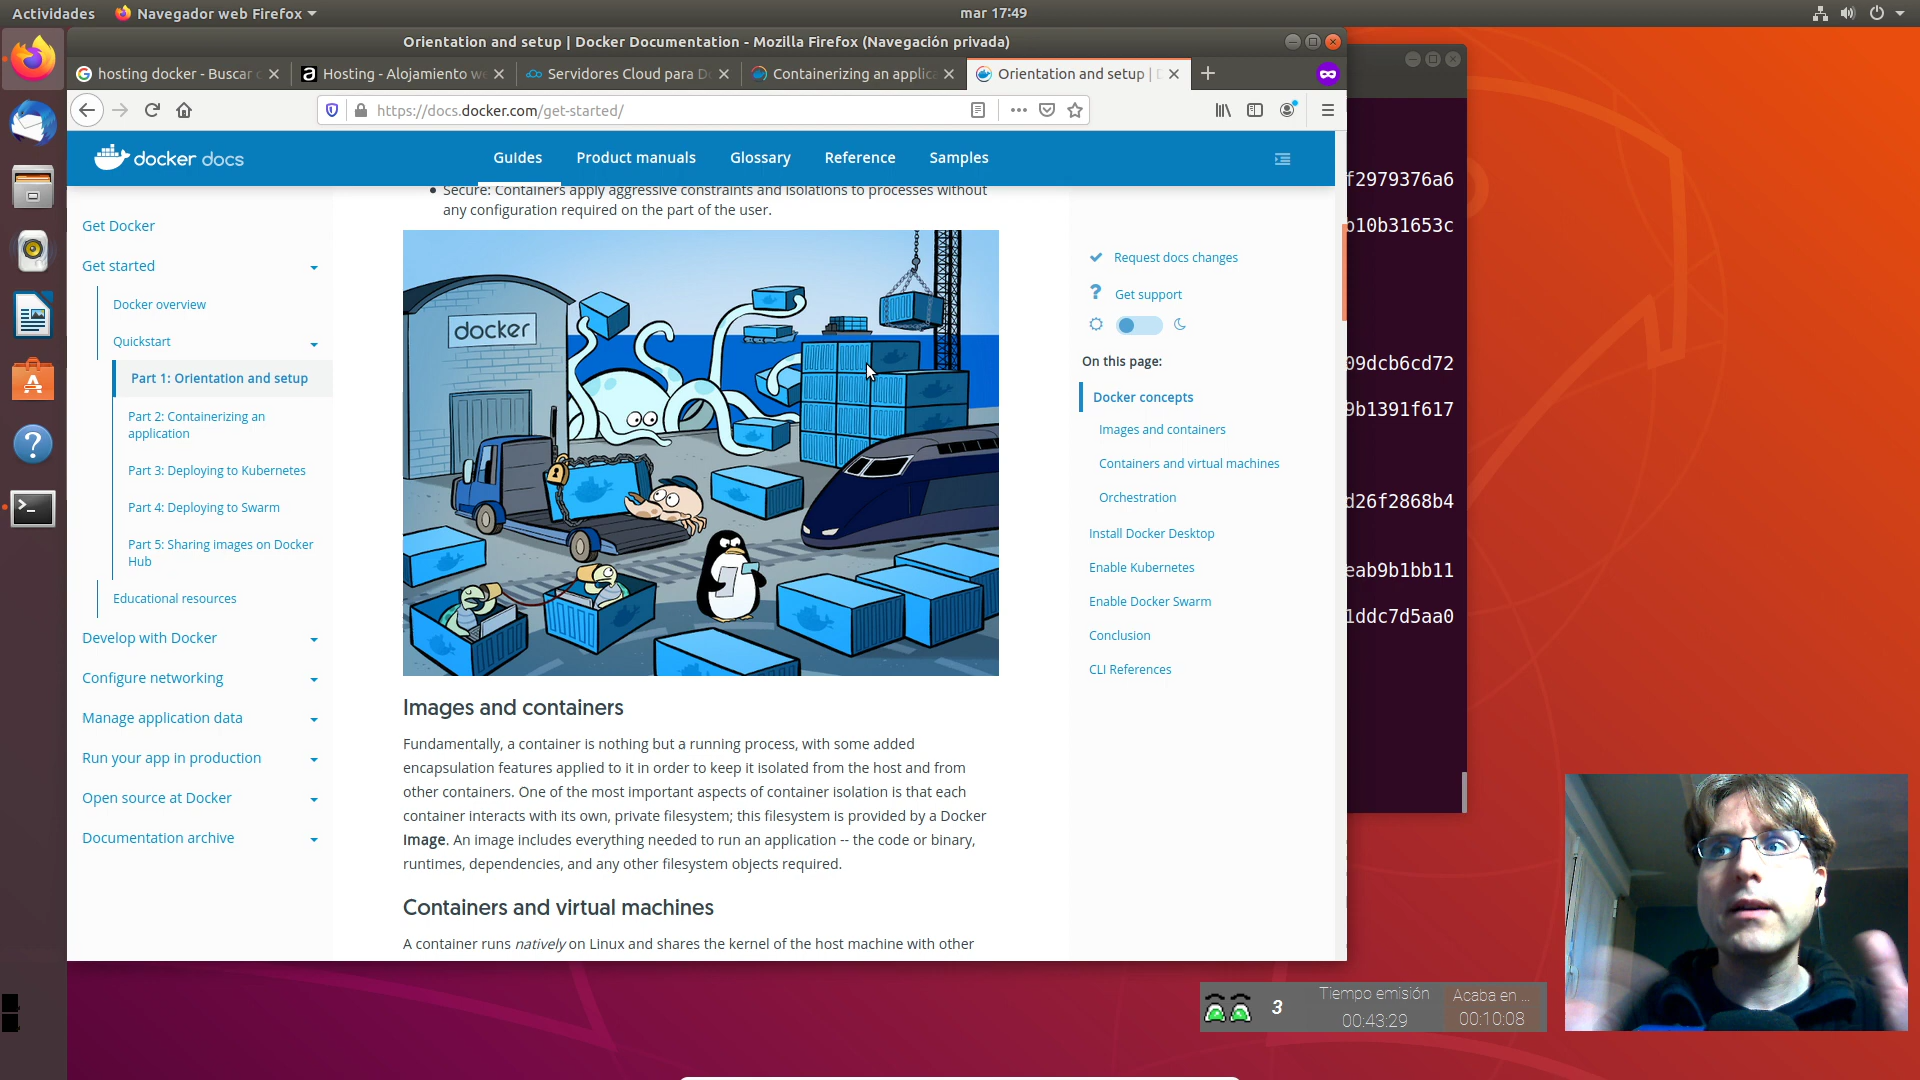 Actividades
Navegador web Firefox
mar 17:49
Orientation and setup | Docker Documentation - Mozilla Firefox (Navegación privada)
hosting docker - Buscar
Hosting - Alojamiento
Servidores Cloud para
Containerizing an applic
Orientation and setup |
https://docs.docker.com/get-started/
docker docs
Guides
Product manuals
Glossary
Reference
Samples
Secure: Containers apply aggressive constraints and isolations to processes without
any configuration required on the part of the user.
Get Docker
Get started
Docker overview
Quickstart
Part 1: Orientation and setup
Part 2: Containerizing an
application
Part 3: Deploying to Kubernetes
Part 4: Deploying to Swarm
Part 5: Sharing images on Docker
Hub
Educational resources
Develop with Docker
Configure networking
Manage application data
Run your app in production
Open source at Docker
Documentation archive
docker
Images and containers
Fundamentally, a container is nothing but a running process, with some added
encapsulation features applied to it in order to keep it isolated from the host and from
other containers. One of the most important aspects of container isolation is that each
container interacts with its own, private filesystem; this filesystem is provided by a Docker
Image. An image includes everything needed to run an application -- the code or binary,
runtimes, dependencies, and any other filesystem objects required.
Containers and virtual machines
A container runs natively on Linux and shares the kernel of the host machine with other
Request docs changes
Get support
On this page:
Docker concepts
Images and containers
Containers and virtual machines
Orchestration
Install Docker Desktop
Enable Kubernetes
Enable Docker Swarm
Conclusion
CLI References
f2979376a6
b10b31653c
09dcb6cd72
9b1391f617
d26f2868b4
eab9b1bb11
1ddc7d5aa0
3
Tiempo emisión
00:43:29
Acaba en ...
00:10:08